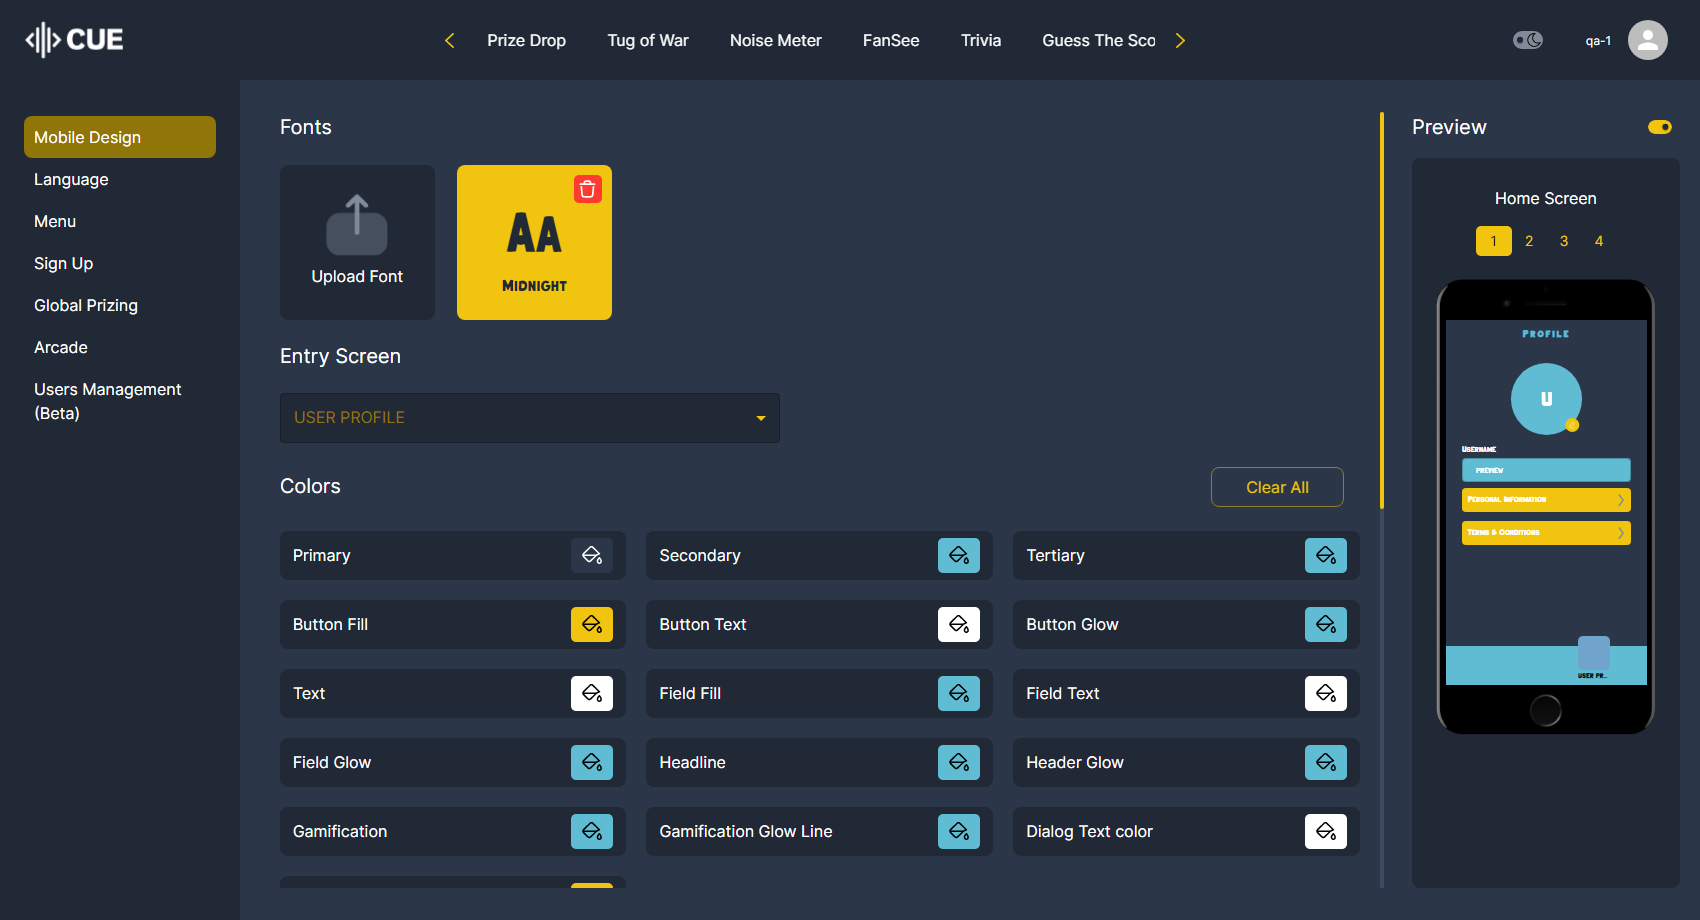 CUE
Prize Drop
Tug of War
Noise Meter
FanSee
Trivia
Guess The Sco
qa-1
Mobile Design
Language
Menu
Sign Up
Global Prizing
Arcade
Users Management
(Beta)
Fonts
Upload Font
AA
MIDNIGHT
Entry Screen
USER PROFILE
Colors
Clear All
Primary
Secondary
Tertiary
Button Fill
Button Text
Button Glow
Text
Field Fill
Field Text
Field Glow
Headline
Header Glow
Gamification
Gamification Glow Line
Dialog Text color
Preview
Home Screen
1 2 3 4
PROFILE
U
USERNAME
PREVIEW
PERSONAL INFORMATION
TERMS & CONDITIONS
USER PR...